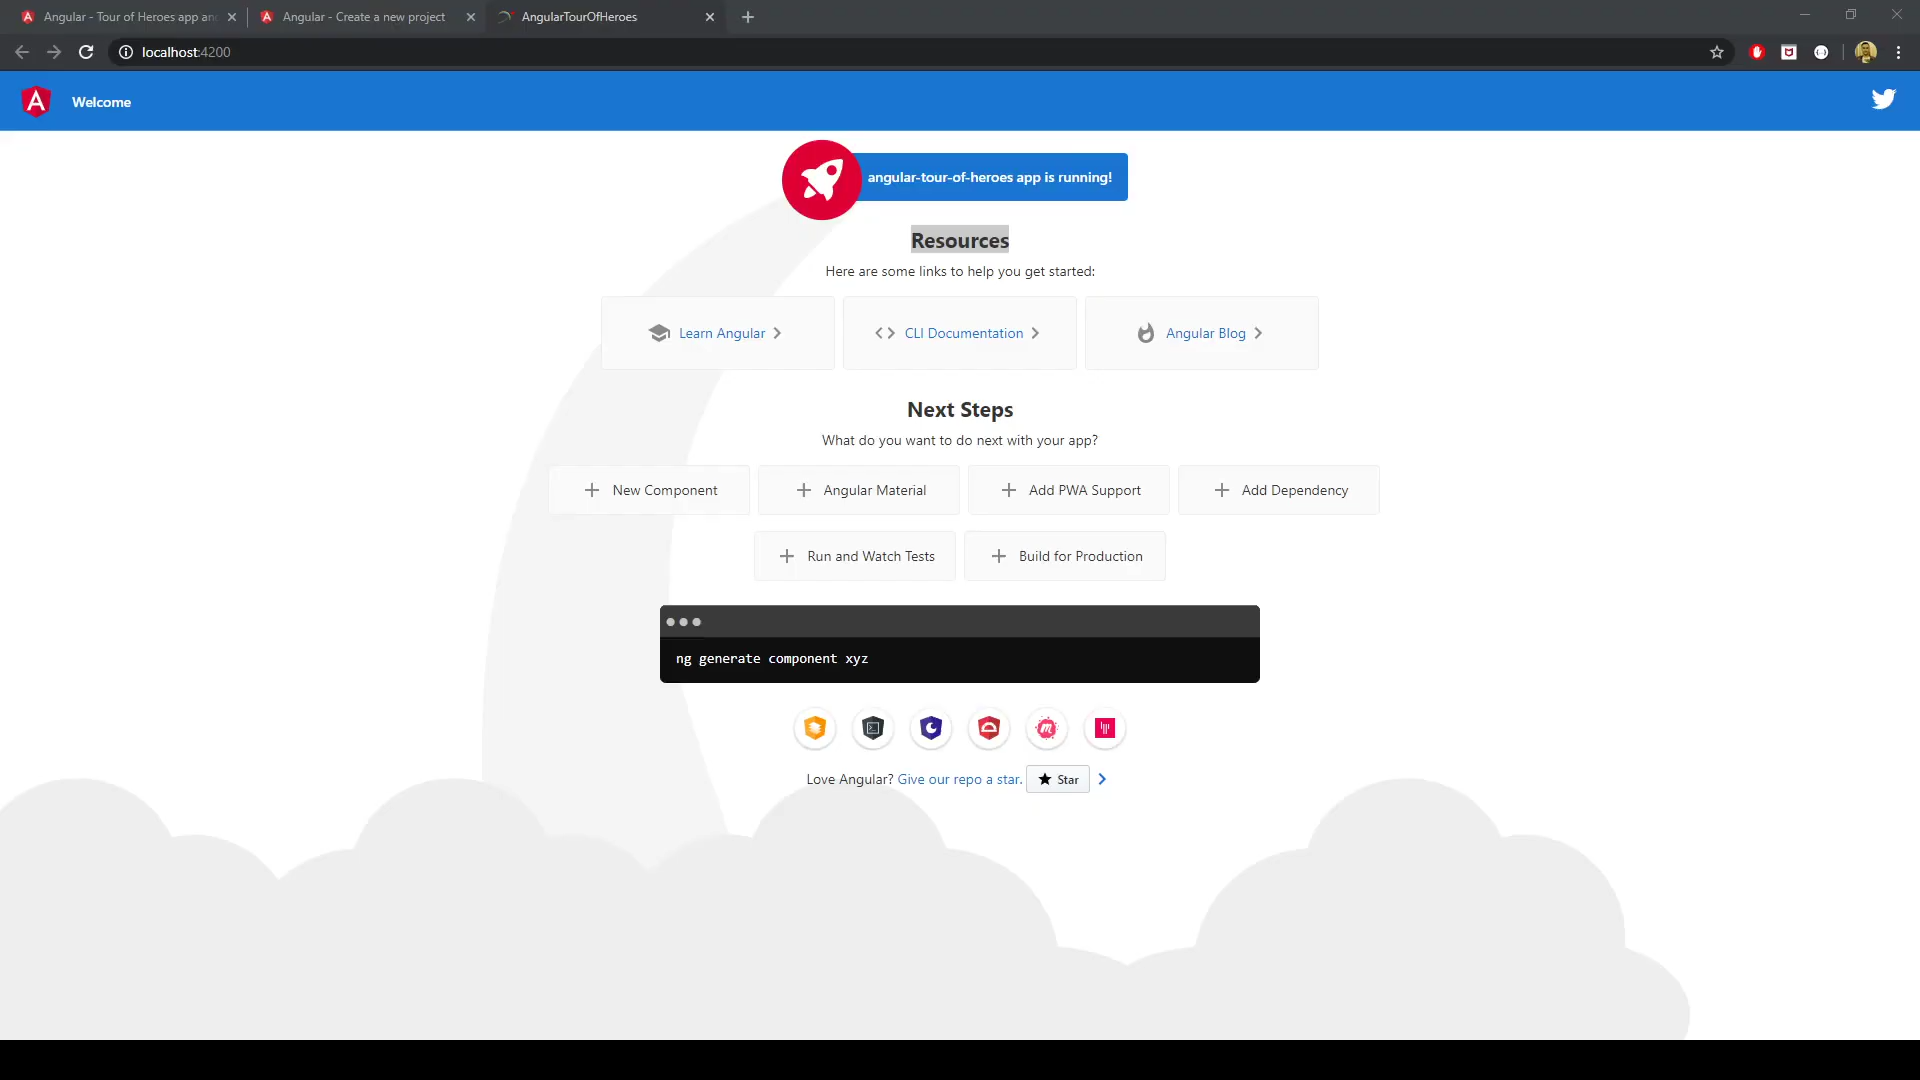 Angular - Tour of Heroes app an
Angular - Create a new project
AngularTourOfHeroes
localhost:4200
Welcome
angular-tour-of-heroes app is running!
Resources
Here are some links to help you get started:
Learn Angular
CLI Documentation
Angular Blog
Next Steps
What do you want to do next with your app?
New Component
Angular Material
Add PWA Support
Add Dependency
Run and Watch Tests
Build for Production
ng generate component xyz
Love Angular? Give our repo a star. Star